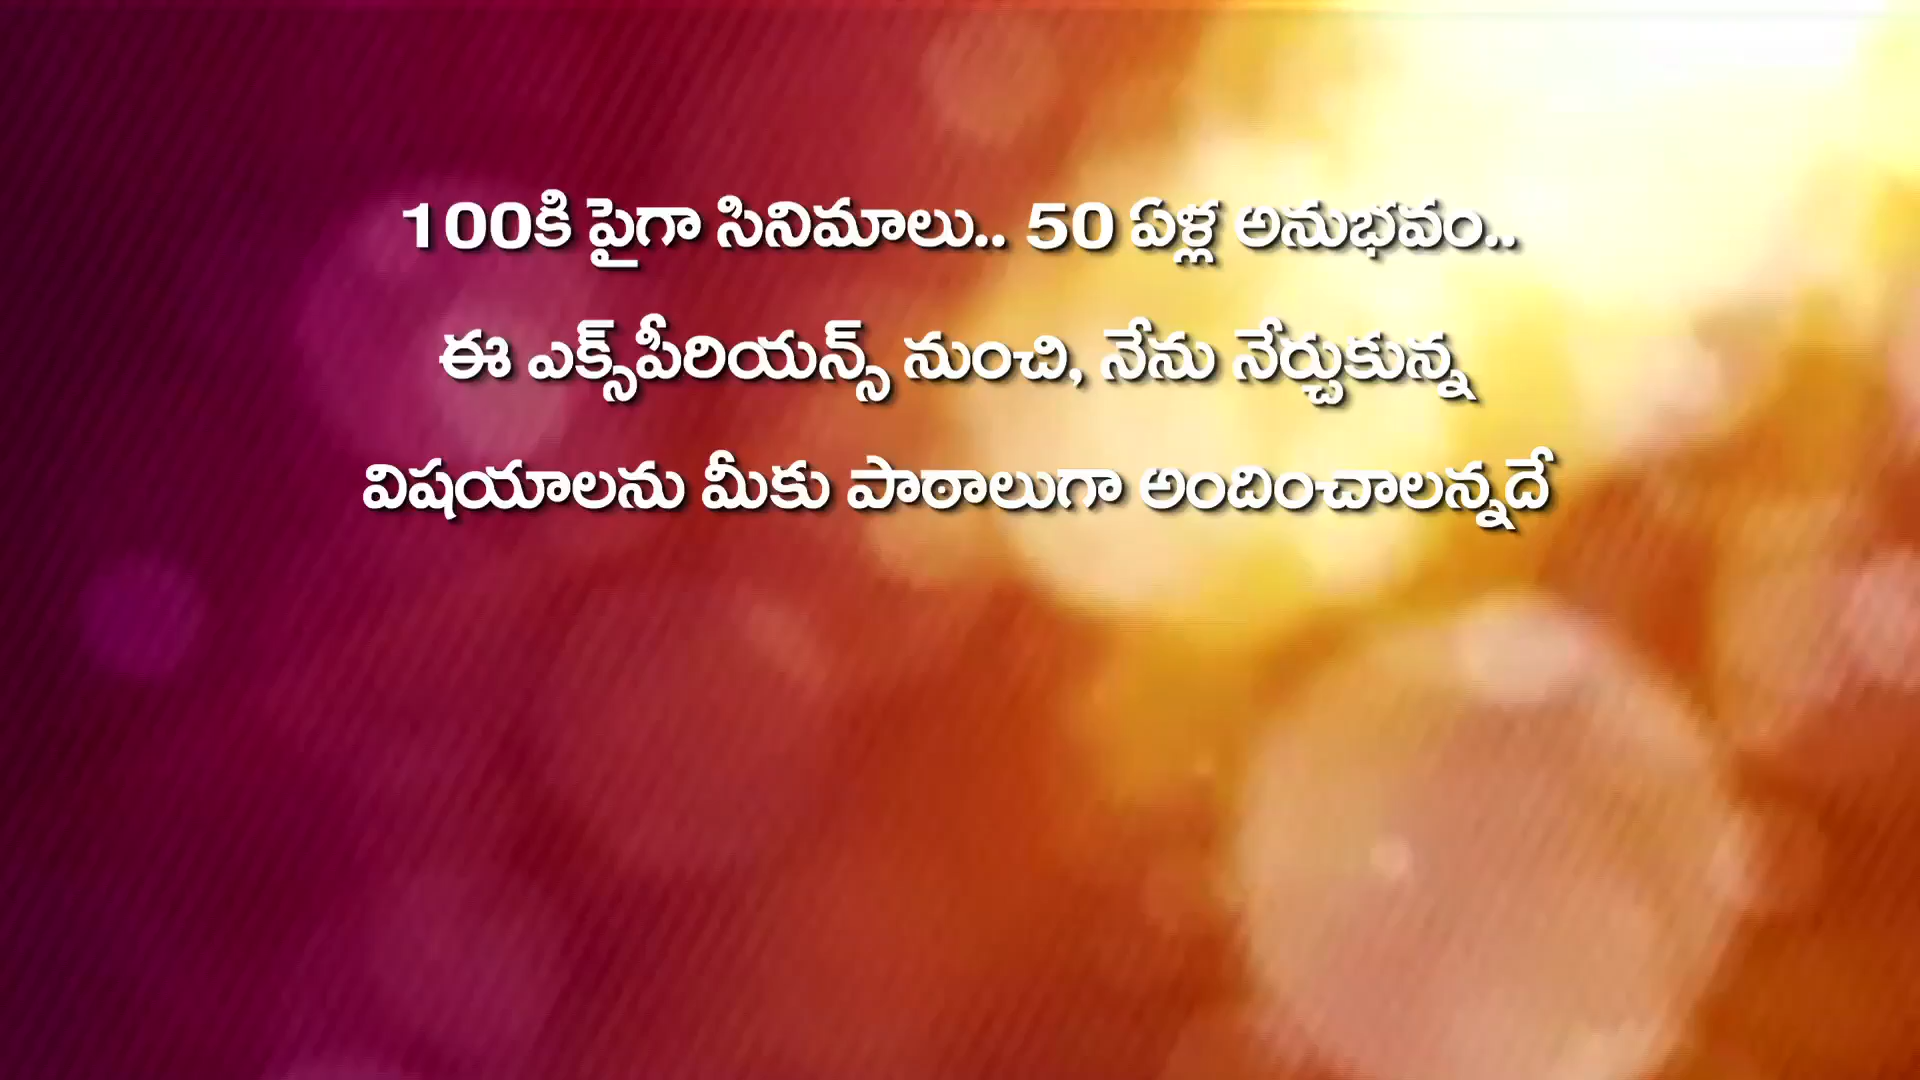 100కి పైగా సినిమాలు.. 50 ఏళ్ల అనుభవం..
ఈ ఎక్స్‌పీరియన్స్ నుంచి, నేను నేర్చుకున్న
విషయాలను మీకు పాఠాలుగా అందించాలన్నదే